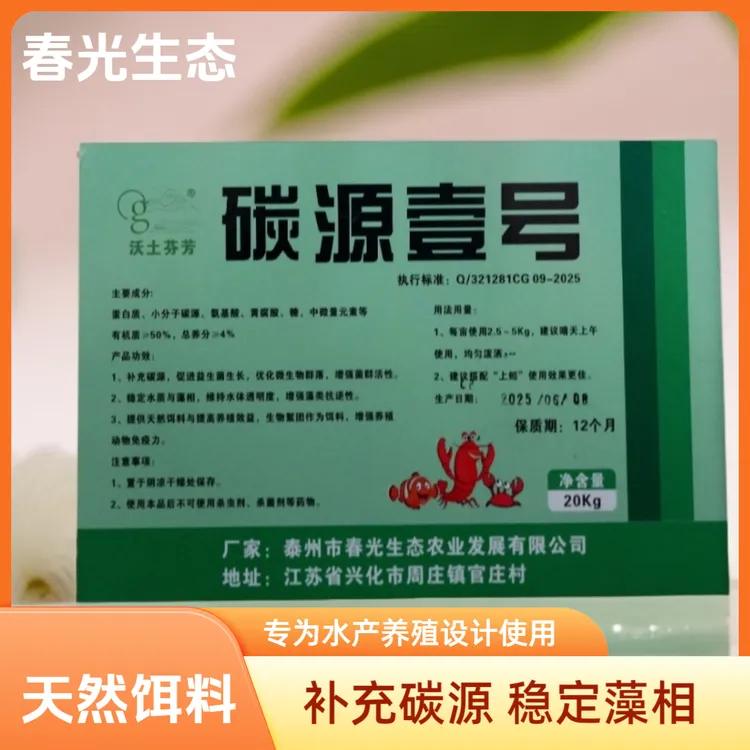 春光生态
g
®
沃土芬芳
碳源壹号
执行标准：Q/321281CG 09-2025
主要成分：
蛋白质、小分子碳源、氨基酸、黄腐酸、糖，中微量元素等
有机质≥50%，总养分≥4%
产品功效：
1、补充碳源，促进益生菌生长，优化微生物群落，增强菌群活性。
2、稳定水质与藻相，维持水体透明度，增强藻类抗逆性。
3、提供天然饵料与提高养殖效益，生物絮团作为饵料，增强养殖
动物免疫力。
注意事项：
1、置于阴凉干燥处保存。
2、使用本品后不可使用杀虫剂、杀菌剂等药物。
用法用量：
1、每亩使用2.5~5Kg，建议晴天上午
使用，均匀泼洒。
2、建议搭配“上”使用效果更佳。
生产日期：2025/06/08
保质期：12个月
净含量
20Kg
厂家：泰州市春光生态农业发展有限公司
地址：江苏省兴化市周庄镇官庄村
专为水产养殖设计使用
天然饵料
补充碳源 稳定藻相